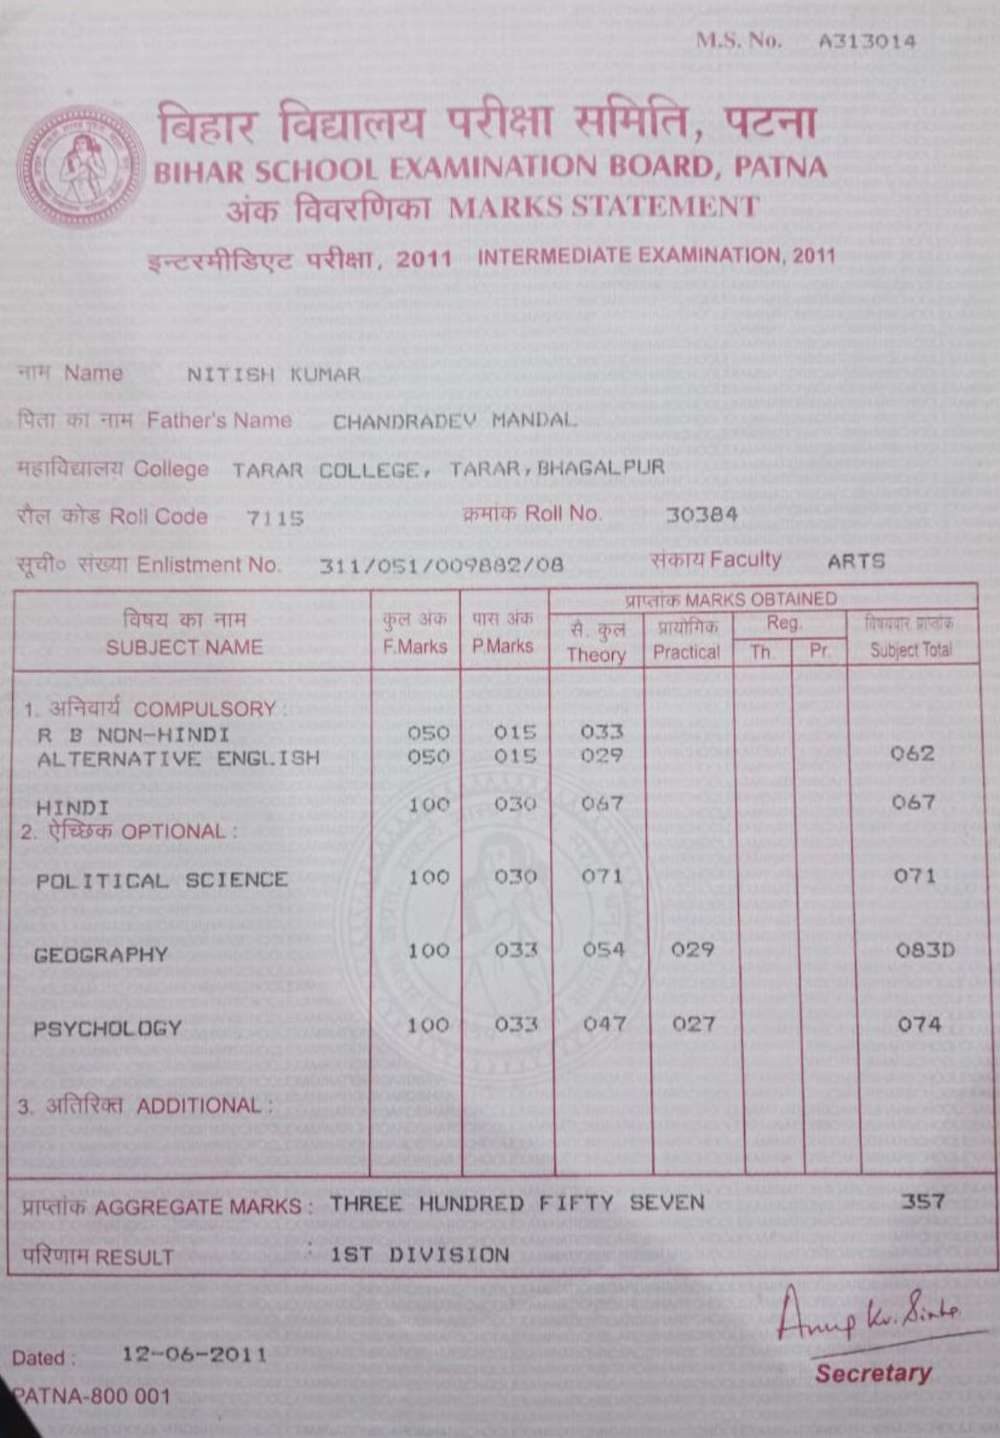 M.S. No. A313014
बिहार विद्यालय परीक्षा समिति, पटना
BIHAR SCHOOL EXAMINATION BOARD, PATNA
अंक विवरणिका MARKS STATEMENT
इन्टरमीडिएट परीक्षा, 2011 INTERMEDIATE EXAMINATION, 2011
नाम Name NITISH KUMAR
पिता का नाम Father's Name CHANDRADEV MANDAL
महाविद्यालय College TARAR COLLEGE, TARAR, BHAGALPUR
रौल कोड Roll Code 7115 क्रमांक Roll No. 30384
सूची० संख्या Enlistment No. 311/051/009882/08 संकाय Faculty ARTS
प्राप्तांक MARKS OBTAINED
विषय का नाम कुल अंक पास अंक सै. कुल प्रायोगिक Reg. विषयवार प्राप्तांक
SUBJECT NAME F.Marks P.Marks Theory Practical Th. Pr. Subject Total
1. अनिवार्य COMPULSORY :
R B NON-HINDI 050 015 033
ALTERNATIVE ENGLISH 050 015 029 062
HINDI 100 030 067 067
2. ऐच्छिक OPTIONAL :
POLITICAL SCIENCE 100 030 071 071
GEOGRAPHY 100 033 054 029 083D
PSYCHOLOGY 100 033 047 027 074
3. अतिरिक्त ADDITIONAL :
प्राप्तांक AGGREGATE MARKS : THREE HUNDRED FIFTY SEVEN 357
परिणाम RESULT : 1ST DIVISION
Anup Kr. Sinha
Dated : 12-06-2011
Secretary
PATNA-800 001